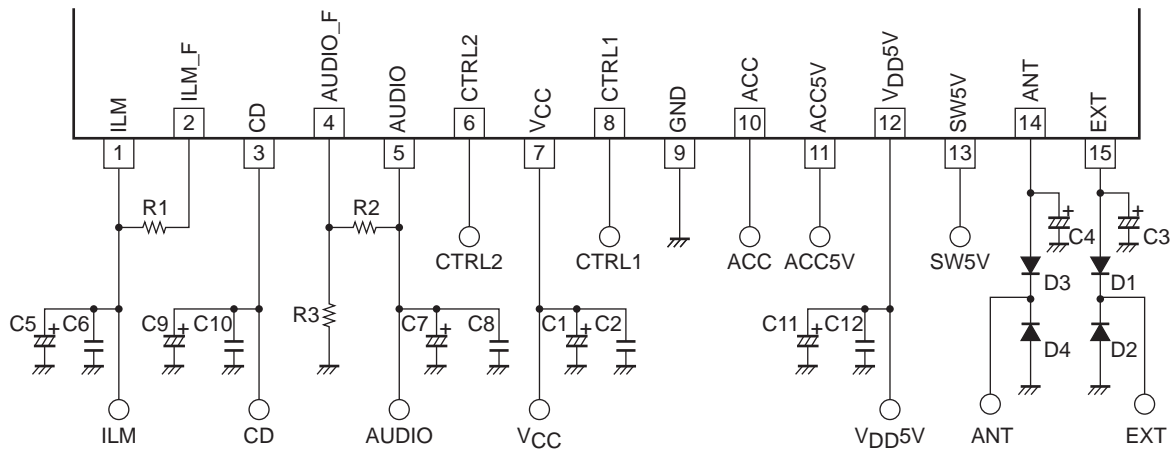 ILM
ILM_F
CD
AUDIO_F
AUDIO
CTRL2
VCC
CTRL1
GND
ACC
ACC5V
VDD5V
SW5V
ANT
EXT
1
2
3
4
5
6
7
8
9
10
11
12
13
14
15
R1
R2
+
C4
+
C3
CTRL2
CTRL1
ACC
ACC5V
SW5V
D3
D1
R3
C5
+
C6
C9
+
C10
C7
+
C8
C1
+
C2
C11
+
C12
D4
D2
ILM
CD
AUDIO
VCC
VDD5V
ANT
EXT